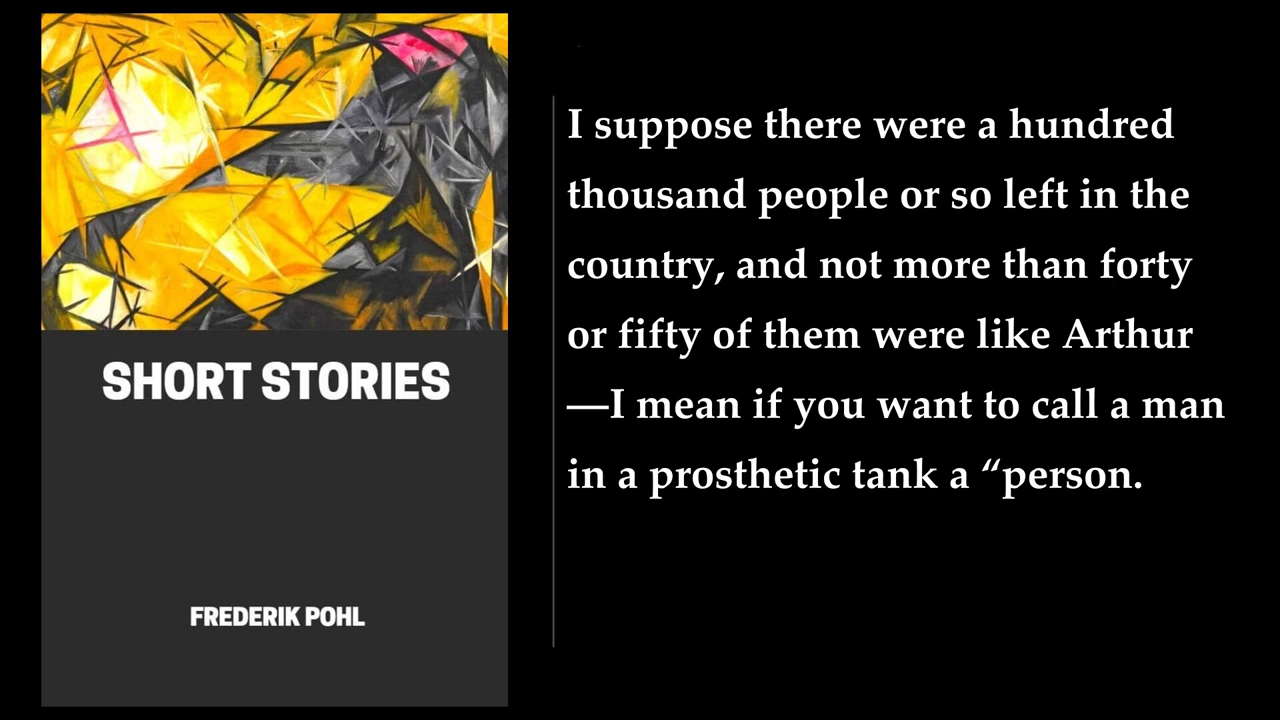 SHORT STORIES
FREDERIK POHL
I suppose there were a hundred
thousand people or so left in the
country, and not more than forty
or fifty of them were like Arthur
—I mean if you want to call a man
in a prosthetic tank a “person.